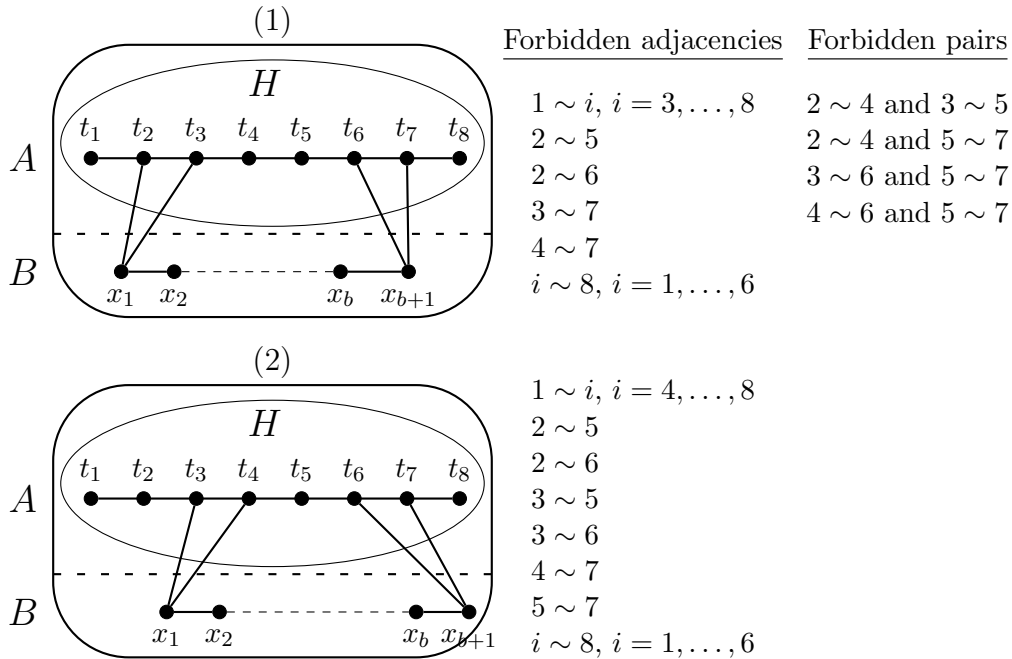 (1)
Forbidden adjacencies Forbidden pairs
H
t₁ t₂ t₃ t₄ t₅ t₆ t₇ t₈
A
B
x₁ x₂ x_b x_{b+1}
1 ∼ i, i = 3, . . . , 8
2 ∼ 5
2 ∼ 6
3 ∼ 7
4 ∼ 7
i ∼ 8, i = 1, . . . , 6
2 ∼ 4 and 3 ∼ 5
2 ∼ 4 and 5 ∼ 7
3 ∼ 6 and 5 ∼ 7
4 ∼ 6 and 5 ∼ 7
(2)
H
t₁ t₂ t₃ t₄ t₅ t₆ t₇ t₈
A
B
x₁ x₂ x_b x_{b+1}
1 ∼ i, i = 4, . . . , 8
2 ∼ 5
2 ∼ 6
3 ∼ 5
3 ∼ 6
4 ∼ 7
5 ∼ 7
i ∼ 8, i = 1, . . . , 6